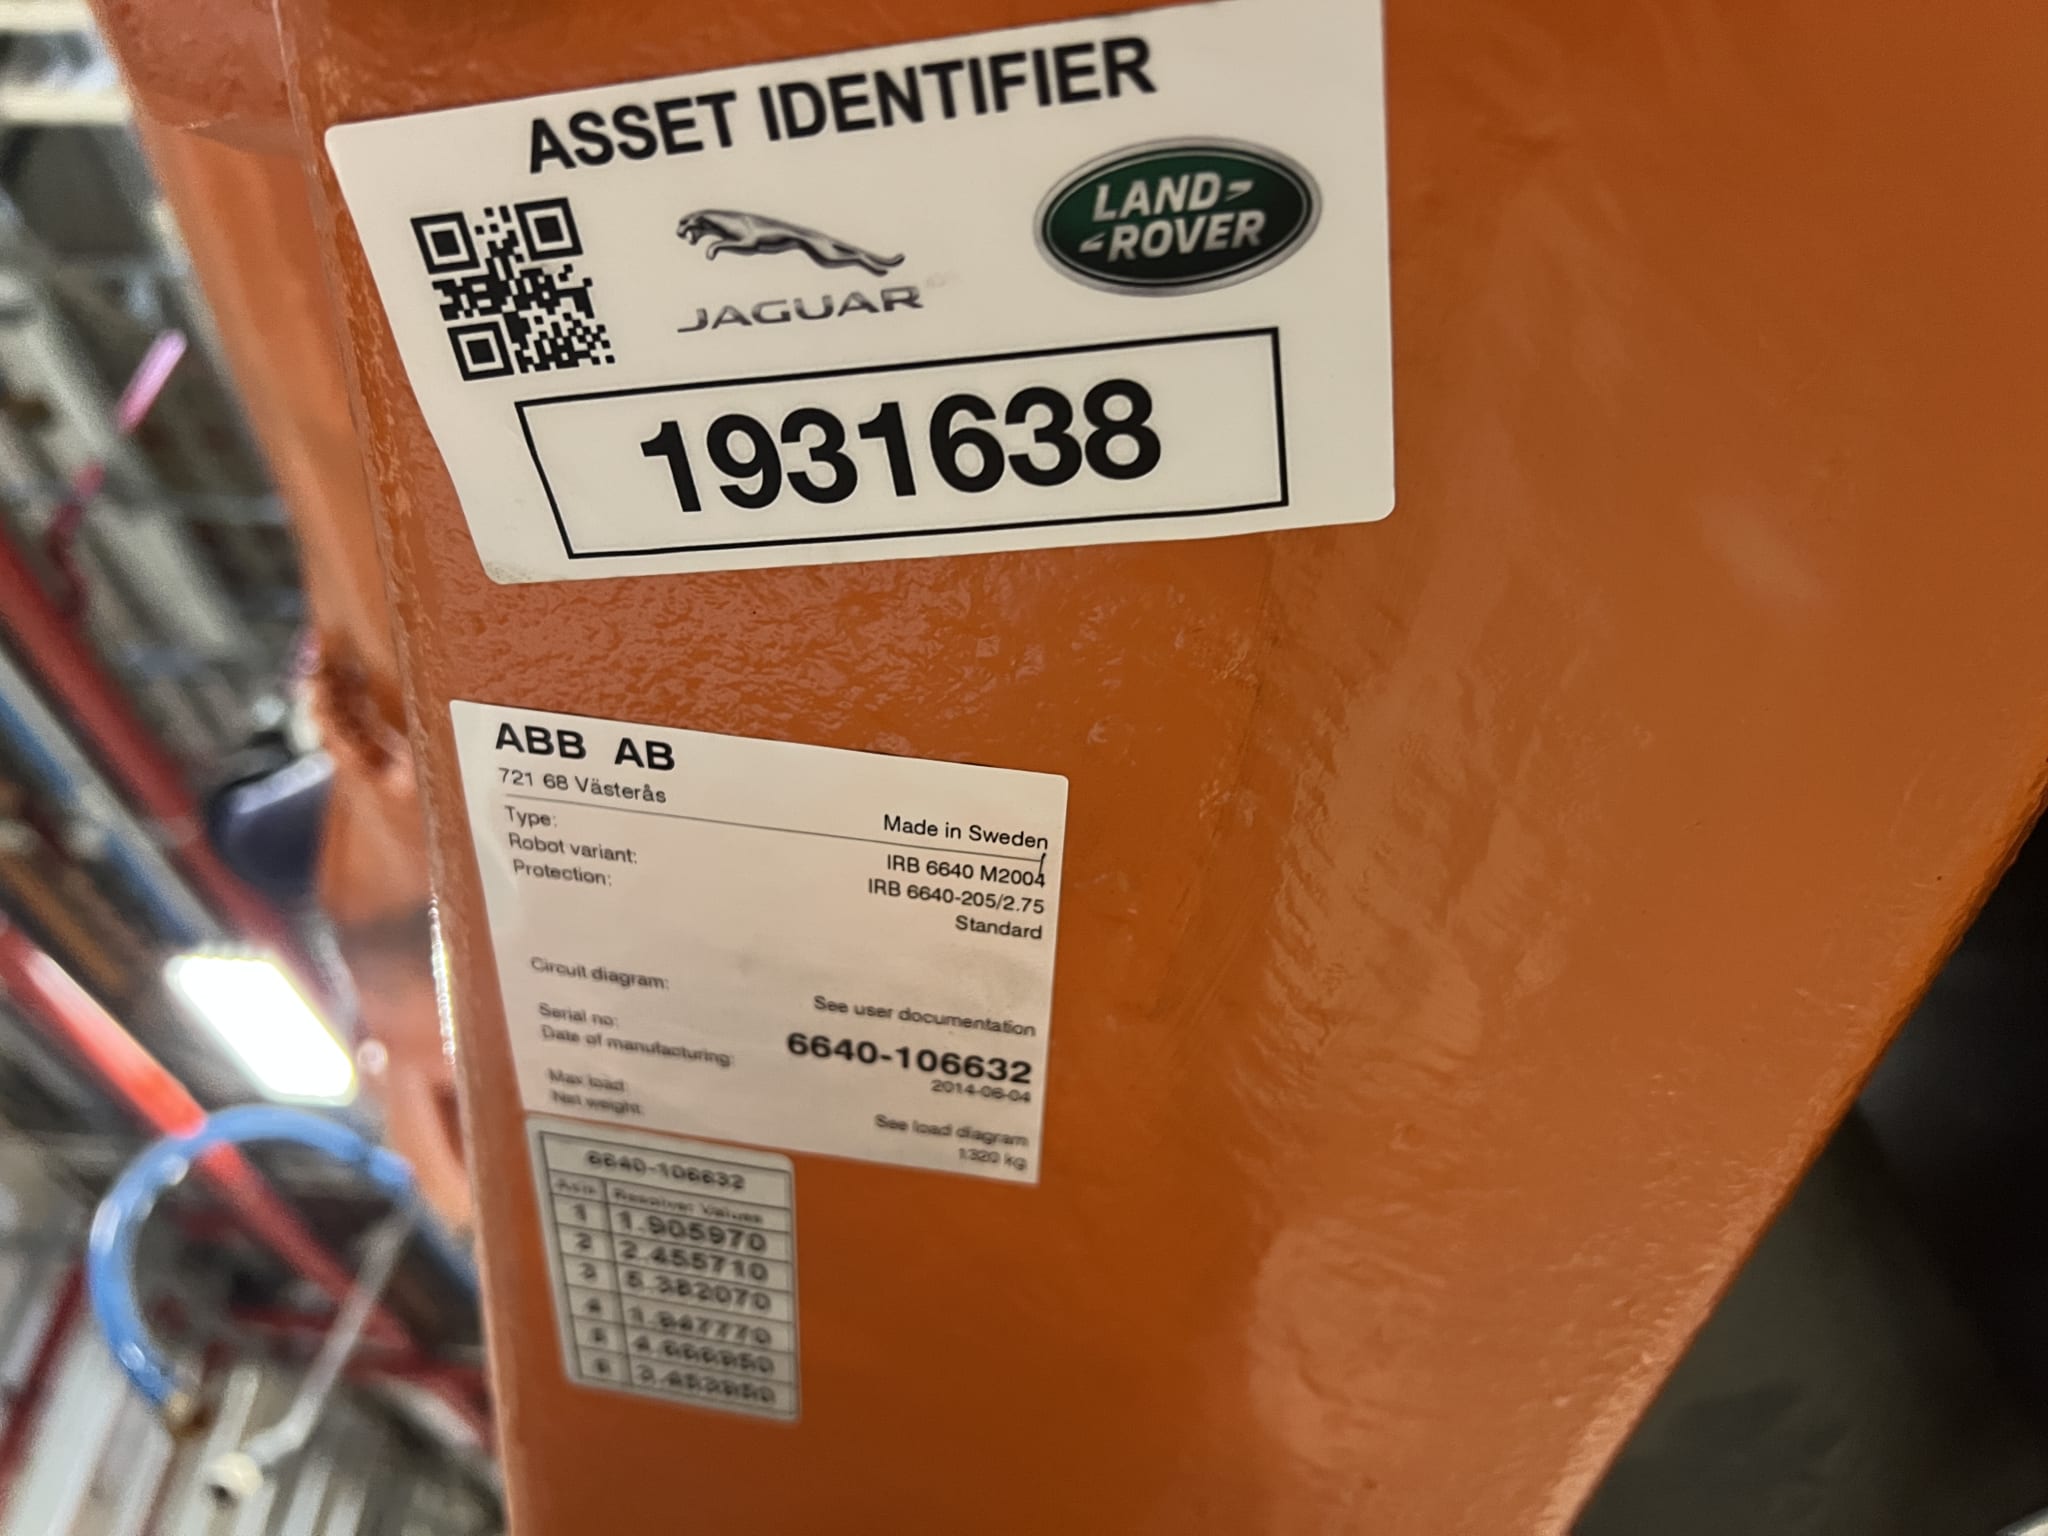 ASSET IDENTIFIER
JAGUAR
LAND
ROVER
1931638
ABB AB
721 68 Västerås
Made in Sweden
Type: IRB 6640 M2004
Robot variant: IRB 6640-205/2.75
Protection: Standard
Circuit diagram: See user documentation
Serial no: 6640-106632
Date of manufacturing: 2014-06-04
Max load: See load diagram
Net weight: 1320 kg
6640-106632
Axis Resolver Values
1 1.905970
2 2.455710
3 5.382070
4
5
6